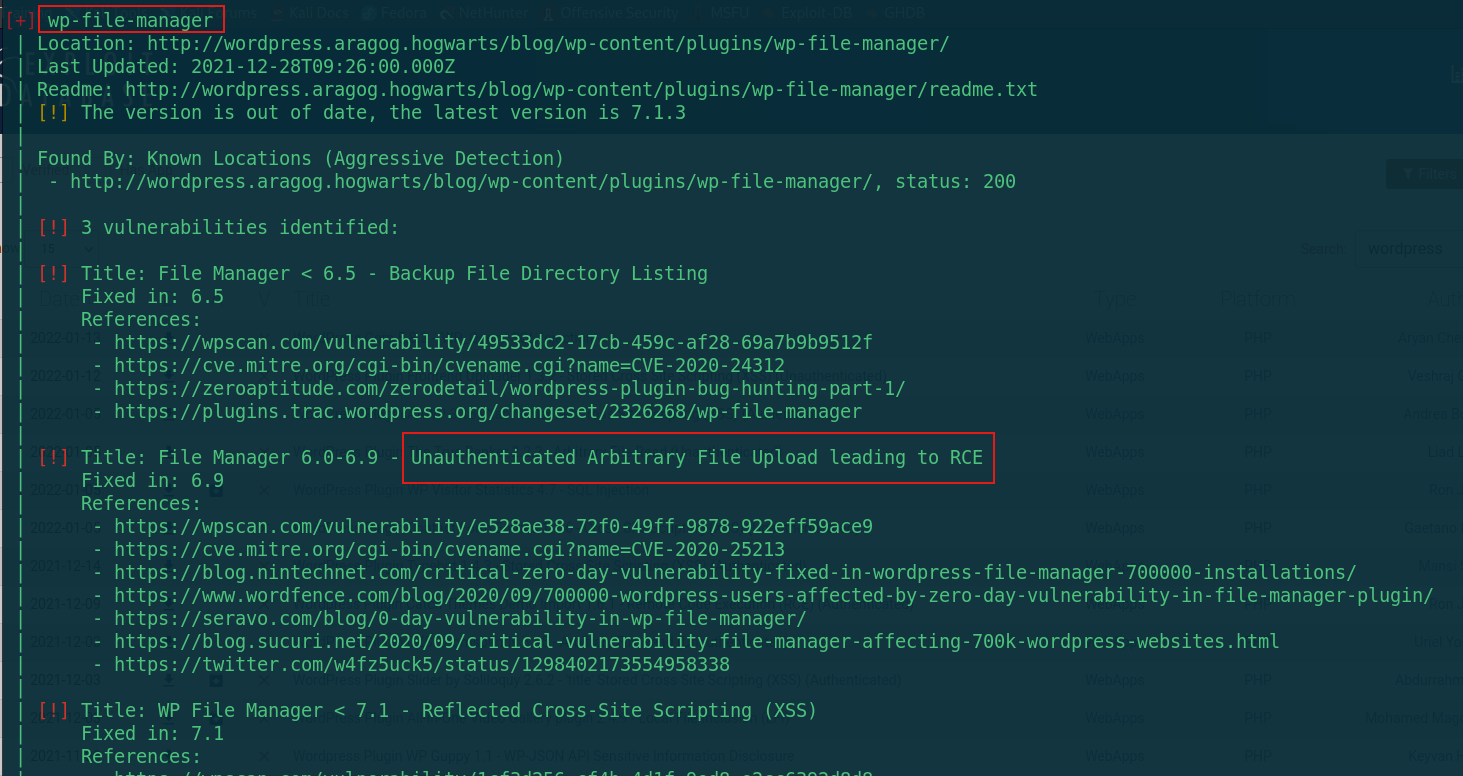 Kali Forums Kali Docs Fedora NetHunter Offensive Security MSFU Exploit-DB GHDB
[+] wp-file-manager
| Location: http://wordpress.aragog.hogwarts/blog/wp-content/plugins/wp-file-manager/
| Last Updated: 2021-12-28T09:26:00.000Z
| Readme: http://wordpress.aragog.hogwarts/blog/wp-content/plugins/wp-file-manager/readme.txt
| [!] The version is out of date, the latest version is 7.1.3
|
| Found By: Known Locations (Aggressive Detection)
|  - http://wordpress.aragog.hogwarts/blog/wp-content/plugins/wp-file-manager/, status: 200
|
| [!] 3 vulnerabilities identified:
|
| [!] Title: File Manager < 6.5 - Backup File Directory Listing
|     Fixed in: 6.5
|     References:
|      - https://wpscan.com/vulnerability/49533dc2-17cb-459c-af28-69a7b9b9512f
|      - https://cve.mitre.org/cgi-bin/cvename.cgi?name=CVE-2020-24312
|      - https://zeroaptitude.com/zerodetail/wordpress-plugin-bug-hunting-part-1/
|      - https://plugins.trac.wordpress.org/changeset/2326268/wp-file-manager
|
| [!] Title: File Manager 6.0-6.9 - Unauthenticated Arbitrary File Upload leading to RCE
|     Fixed in: 6.9
|     References:
|      - https://wpscan.com/vulnerability/e528ae38-72f0-49ff-9878-922eff59ace9
|      - https://cve.mitre.org/cgi-bin/cvename.cgi?name=CVE-2020-25213
|      - https://blog.nintechnet.com/critical-zero-day-vulnerability-fixed-in-wordpress-file-manager-700000-installations/
|      - https://www.wordfence.com/blog/2020/09/700000-wordpress-users-affected-by-zero-day-vulnerability-in-file-manager-plugin/
|      - https://seravo.com/blog/0-day-vulnerability-in-wp-file-manager/
|      - https://blog.sucuri.net/2020/09/critical-vulnerability-file-manager-affecting-700k-wordpress-websites.html
|      - https://twitter.com/w4fz5uck5/status/1298402173554958338
|
| [!] Title: WP File Manager < 7.1 - Reflected Cross-Site Scripting (XSS)
|     Fixed in: 7.1
|     References: